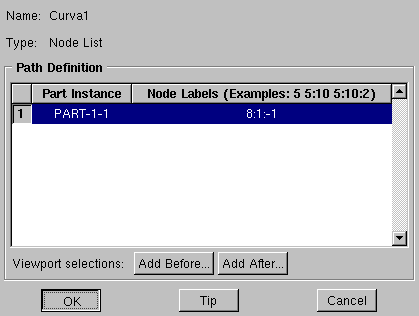 Name: Curva1
Type: Node List
Path Definition
Part Instance Node Labels (Examples: 5 5:10 5:10:2)
1 PART-1-1 8:1:-1
Viewport selections: Add Before... Add After...
OK Tip Cancel